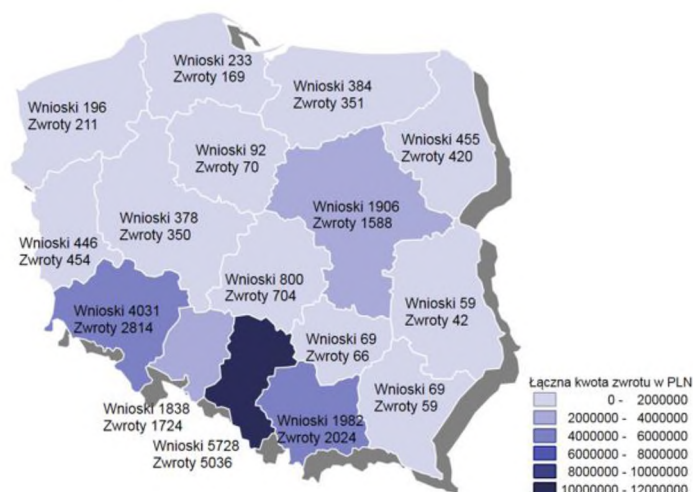 Wnioski 233
Zwroty 169
Wnioski 384
Zwroty 351
Wnioski 196
Zwroty 211
Wnioski 92
Zwroty 70
Wnioski 455
Zwroty 420
Wnioski 1906
Zwroty 1588
Wnioski 378
Zwroty 350
Wnioski 446
Zwroty 454
Wnioski 800
Zwroty 704
Wnioski 59
Zwroty 42
Wnioski 4031
Zwroty 2814
Wnioski 69
Zwroty 66
Wnioski 69
Zwroty 59
Wnioski 1838
Zwroty 1724
Wnioski 1982
Zwroty 2024
Wnioski 5728
Zwroty 5036
Łączna kwota zwrotu w PLN
0 - 2000000
2000000 - 4000000
4000000 - 6000000
6000000 - 8000000
8000000 - 10000000
10000000 - 12000000